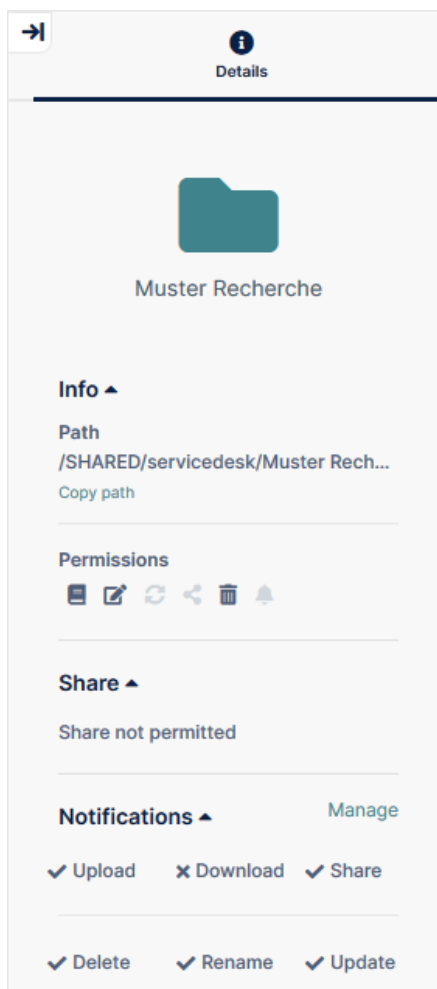 Details
Muster Recherche
Info
Path
/SHARED/servicedesk/Muster Rech...
Copy path
Permissions
Share
Share not permitted
Notifications Manage
Upload Download Share
Delete Rename Update